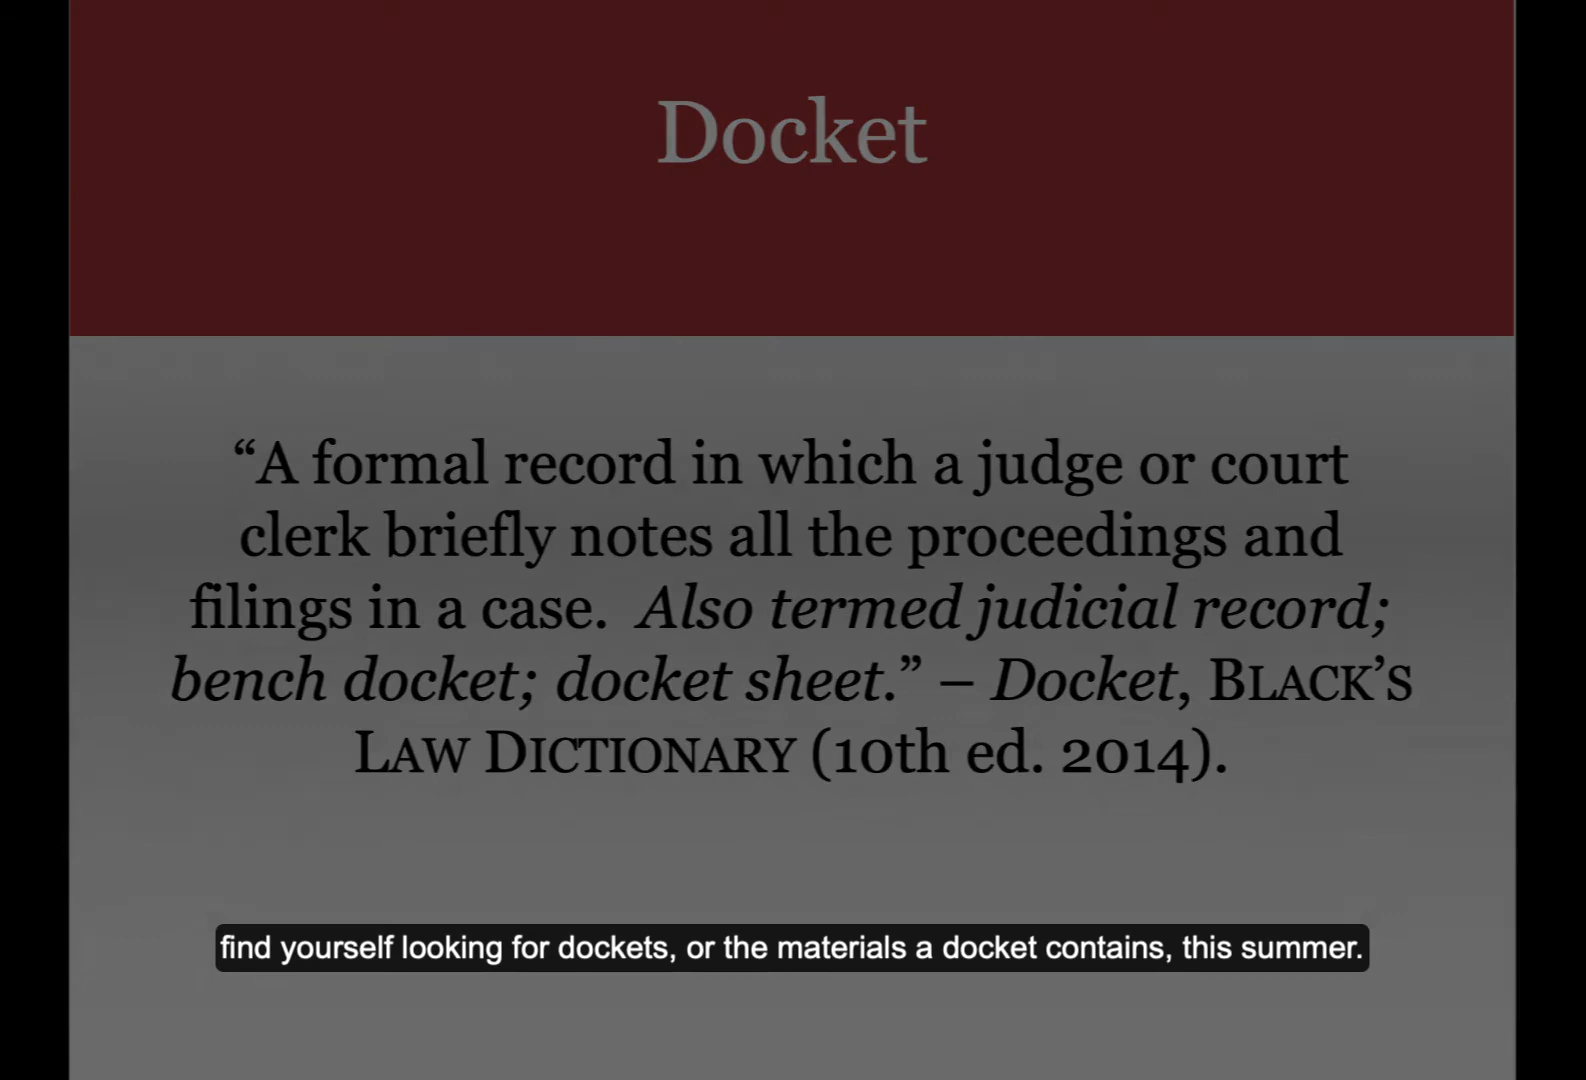 Docket
“A formal record in which a judge or court
clerk briefly notes all the proceedings and
filings in a case.  Also termed judicial record;
bench docket; docket sheet.” – Docket, BLACK’S
LAW DICTIONARY (10th ed. 2014).
find yourself looking for dockets, or the materials a docket contains, this summer.